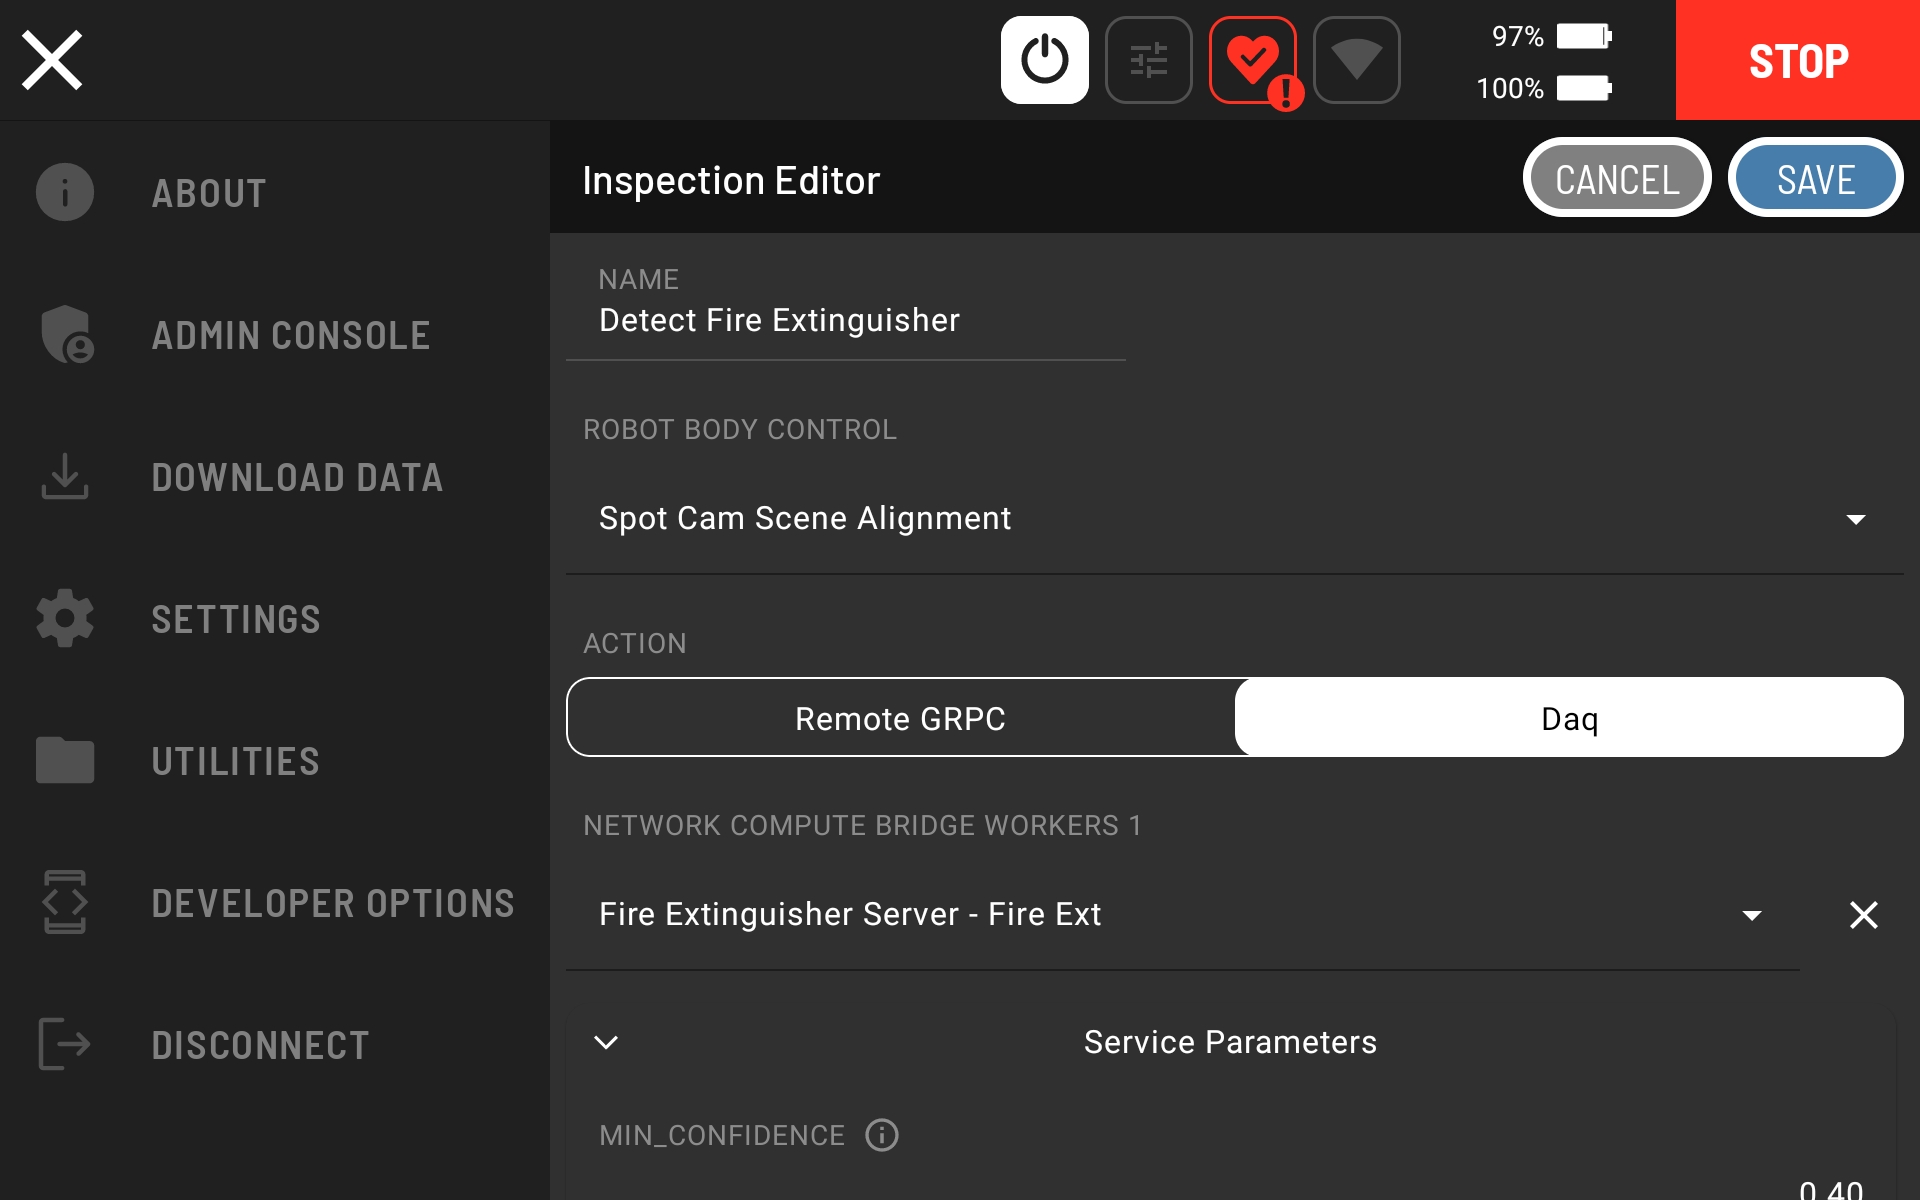 97%
100%
STOP
ABOUT
ADMIN CONSOLE
DOWNLOAD DATA
SETTINGS
UTILITIES
DEVELOPER OPTIONS
DISCONNECT
Inspection Editor
CANCEL
SAVE
NAME
Detect Fire Extinguisher
ROBOT BODY CONTROL
Spot Cam Scene Alignment
ACTION
Remote GRPC
Daq
NETWORK COMPUTE BRIDGE WORKERS 1
Fire Extinguisher Server - Fire Ext
Service Parameters
MIN_CONFIDENCE
0.40